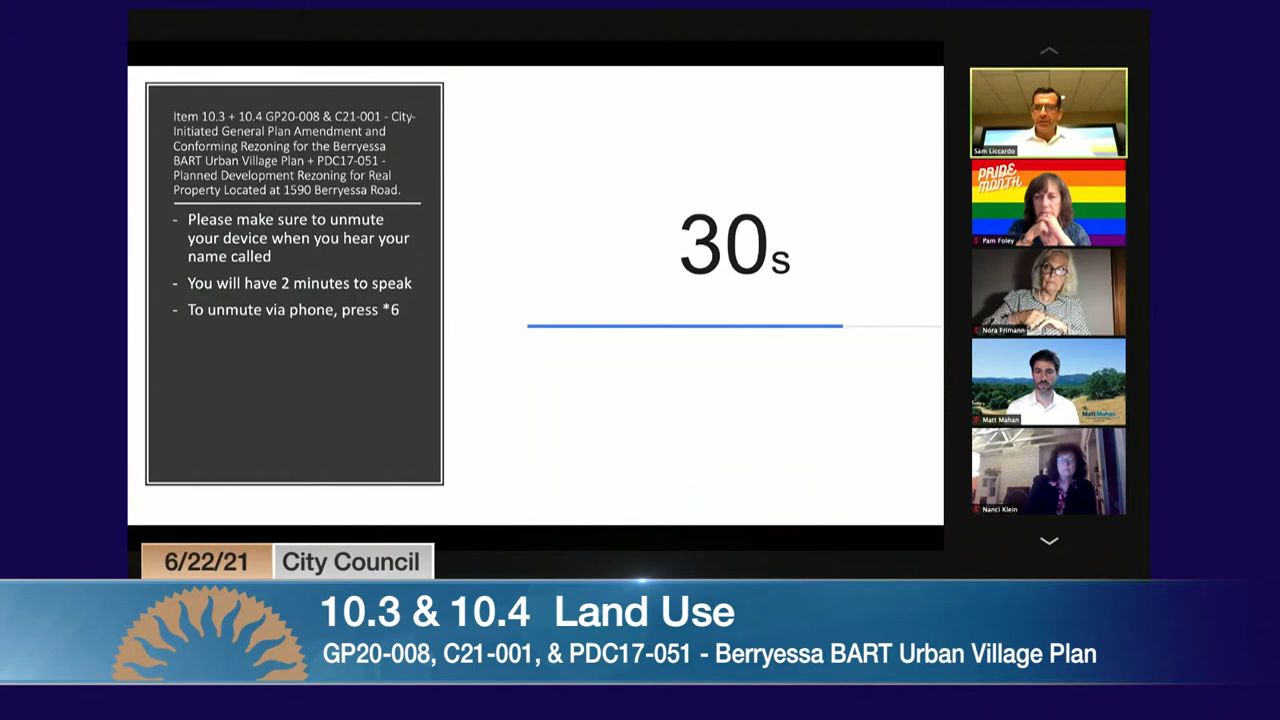 Item 10.3 + 10.4 GP20-008 & C21-001 - City-
Initiated General Plan Amendment and
Conforming Rezoning for the Berryessa
BART Urban Village Plan + PDC17-051 -
Planned Development Rezoning for Real
Property Located at 1590 Berryessa Road.
- Please make sure to unmute
your device when you hear your
name called
- You will have 2 minutes to speak
- To unmute via phone, press *6
30s
Sam Liccardo
PRIDE
MONTH
Pam Foley
Nora Frimann
Matt Mahan
Matt Mahan
Nanci Klein
6/22/21 City Council
10.3 & 10.4 Land Use
GP20-008, C21-001, & PDC17-051 - Berryessa BART Urban Village Plan